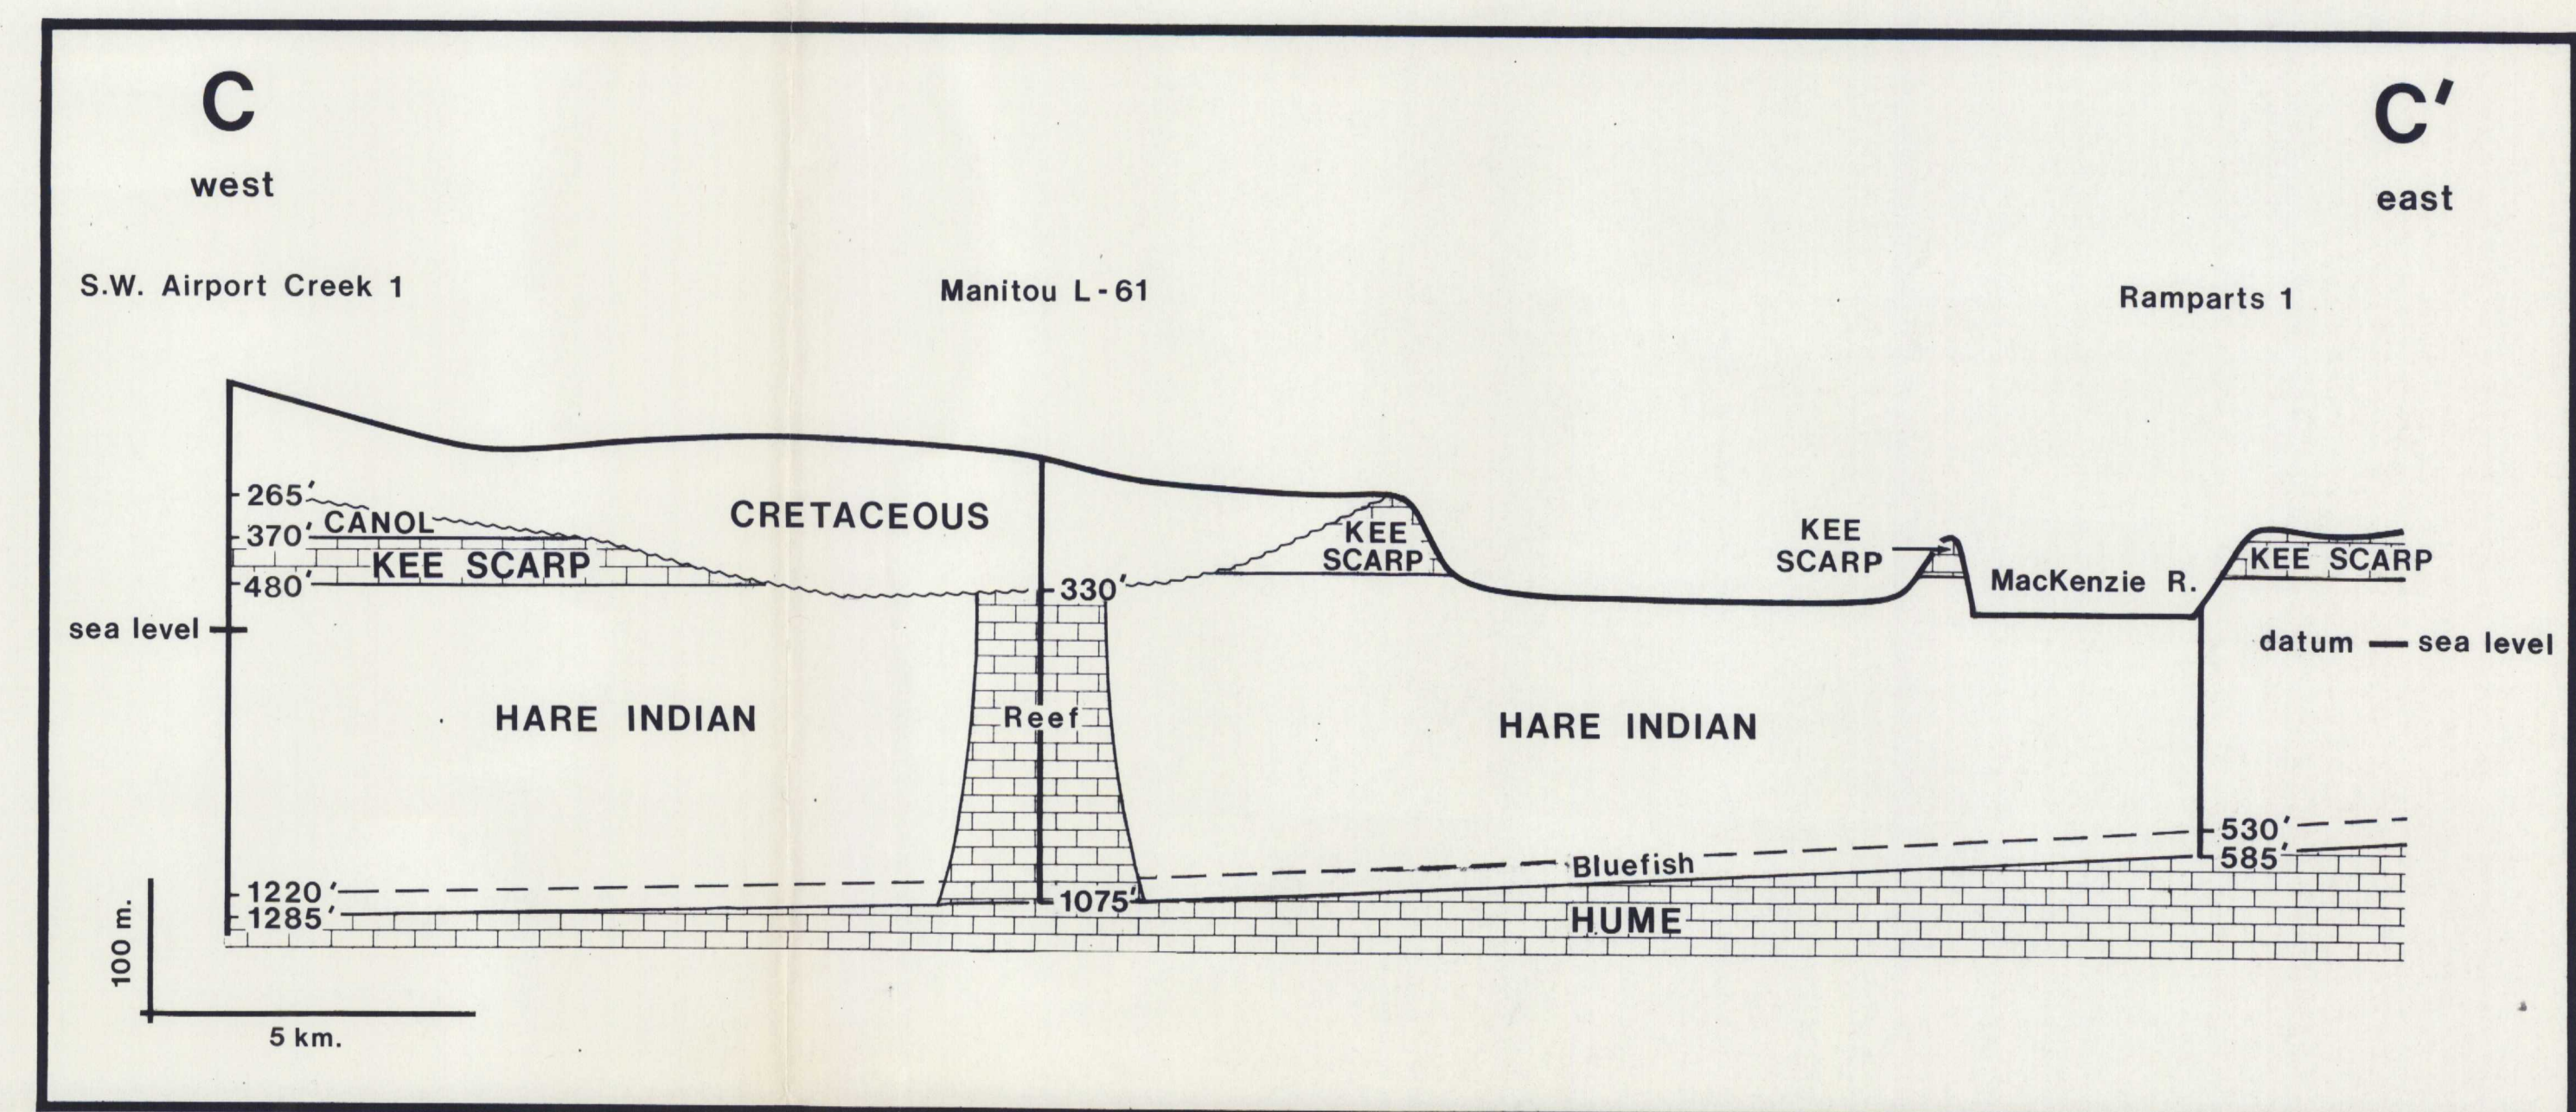 C
C'
west
east
S.W. Airport Creek 1
Manitou L-61
Ramparts 1
265'
CANOL
370'
KEE SCARP
480'
CRETACEOUS
330'
KEE
SCARP
KEE
SCARP
MacKenzie R.
KEE SCARP
sea level
datum — sea level
HARE INDIAN
Reef
HARE INDIAN
530'
585'
Bluefish
1220'
1285'
1075'
HUME
100 m.
5 km.